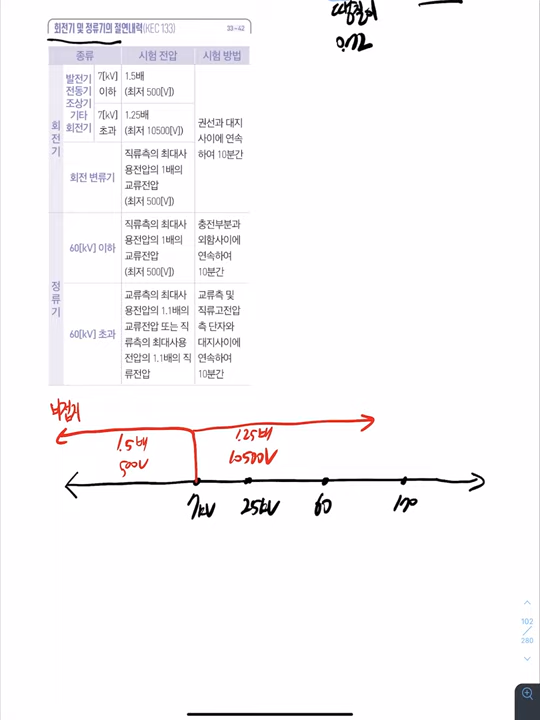 0.92
회전기 및 정류기의 절연내력(KEC 133)
33~42
종류
시험 전압
시험 방법
회전기
발전기
전동기
조상기
기타
회전기
7[kV]
이하
1.5배
(최저 500[V])
7[kV]
초과
1.25배
(최저 10500[V])
권선과 대지
사이에 연속
하여 10분간
회전 변류기
직류측의 최대사
용전압의 1배의
교류전압
(최저 500[V])
정류기
60[kV] 이하
직류측의 최대사
용전압의 1배의
교류전압
(최저 500[V])
충전부분과
외함사이에
연속하여
10분간
60[kV] 초과
교류측의 최대사
용전압의 1.1배의
교류전압 또는 직
류측의 최대사용
전압의 1.1배의 직
류전압
교류측 및
직류고전압
측 단자와
대지사이에
연속하여
10분간
비접지
1.5배
500V
1.25배
10500V
7kV
25kV
60
170
102
280